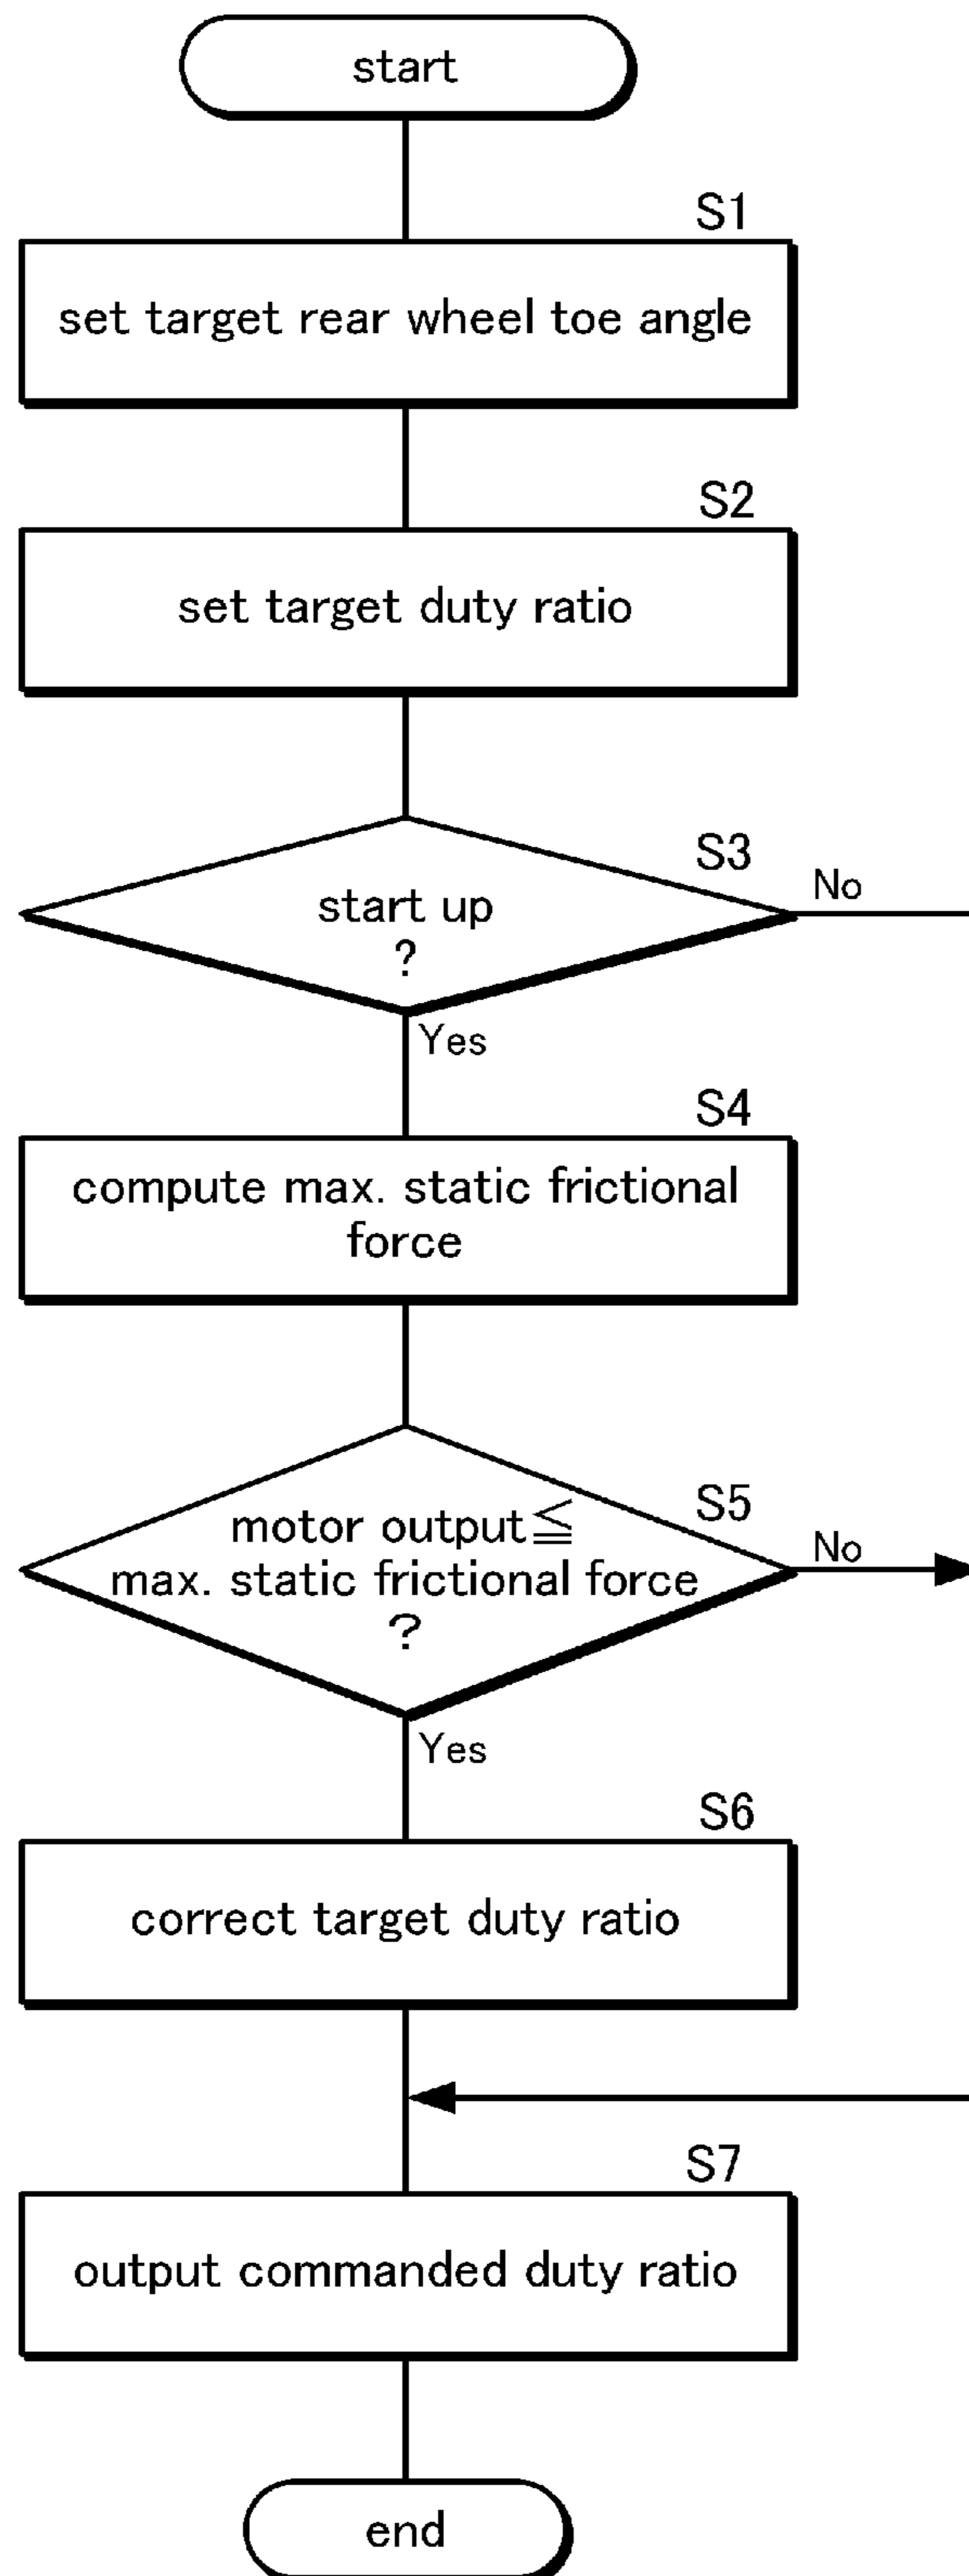 start
S1
set target rear wheel toe angle
S2
set target duty ratio
S3
No
start up
?
Yes
S4
compute max. static frictional
force
S5
motor output≦
No
max. static frictional force
?
Yes
S6
correct target duty ratio
S7
output commanded duty ratio
end